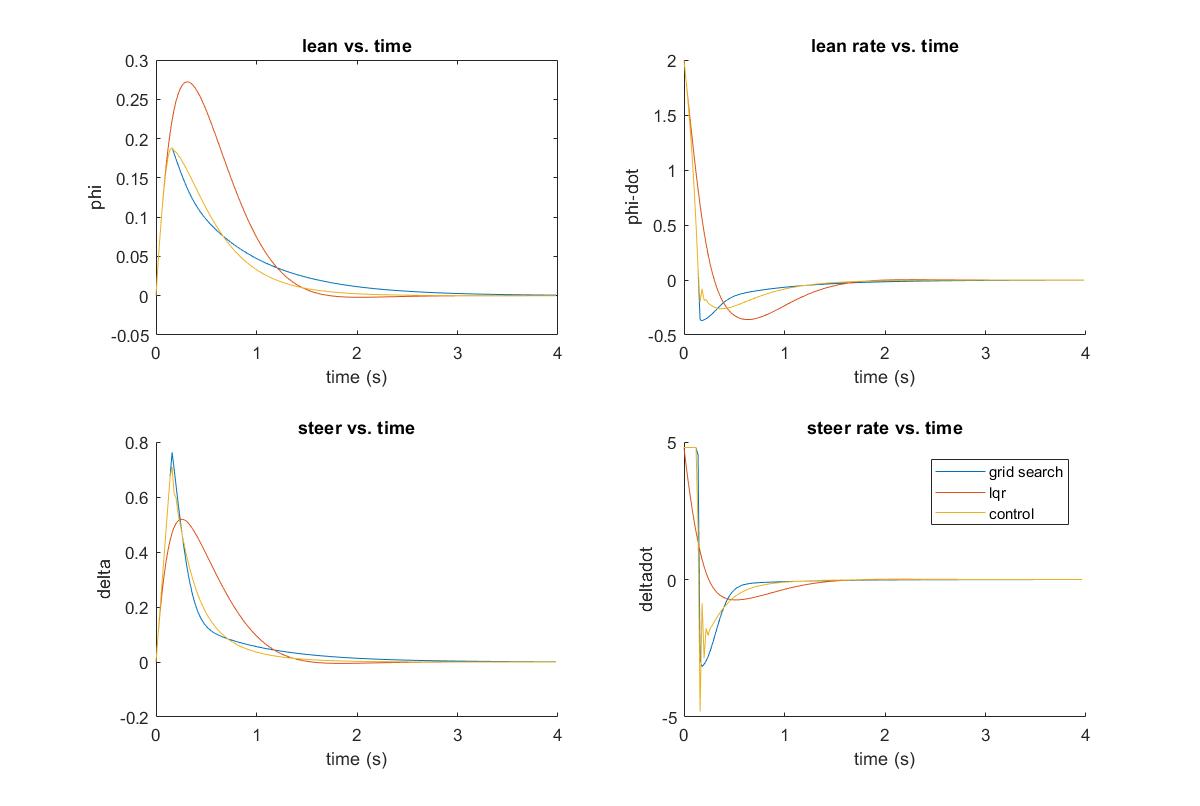 lean vs. time
0.3
0.25
0.2
0.15
0.1
0.05
0
-0.05
phi
0 1 2 3 4
time (s)
lean rate vs. time
2
1.5
1
0.5
0
-0.5
phi-dot
0 1 2 3 4
time (s)
steer vs. time
0.8
0.6
0.4
0.2
0
-0.2
delta
0 1 2 3 4
time (s)
steer rate vs. time
5
0
-5
deltadot
grid search
lqr
control
0 1 2 3 4
time (s)